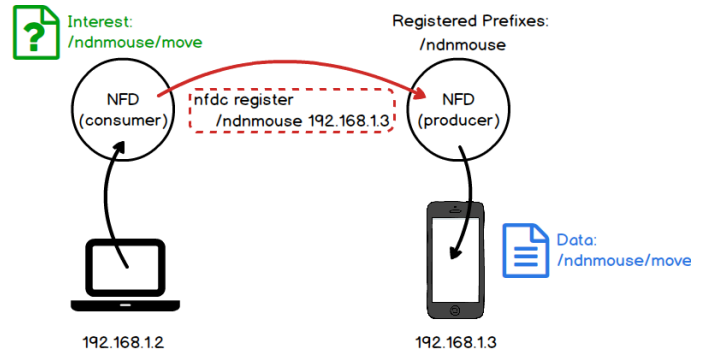 Interest:
/ndnmouse/move
Registered Prefixes:
/ndnmouse
NFD
(consumer)
nfdc register
/ndnmouse 192.168.1.3
NFD
(producer)
Data:
/ndnmouse/move
192.168.1.2
192.168.1.3